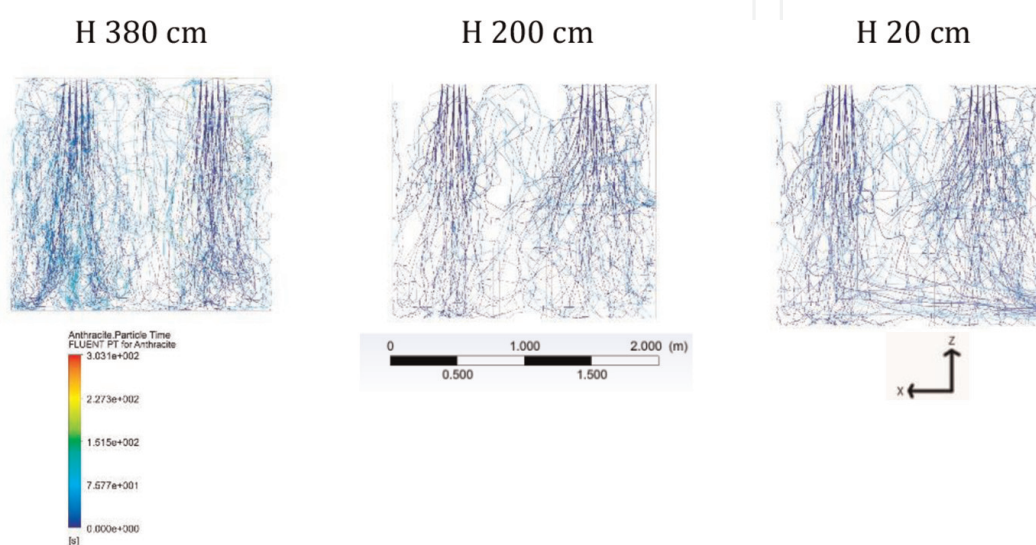 H 380 cm
H 200 cm
H 20 cm
Anthracite.Particle Time
FLUENT PT for Anthracite
3.031e+002
2.273e+002
1.515e+002
7.577e+001
0.000e+000
[s]
0 1.000 2.000 (m)
0.500 1.500
Z
X